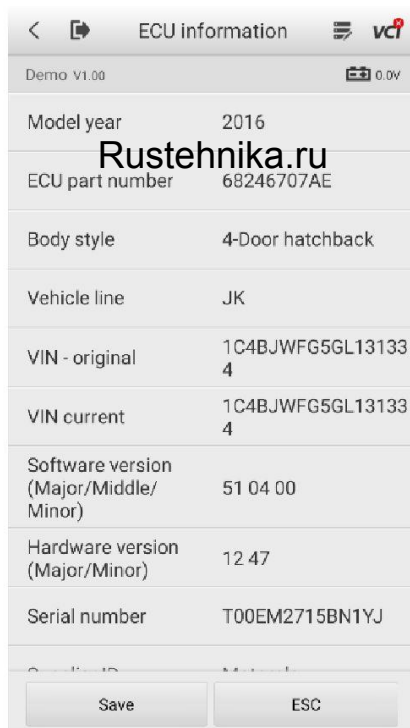 ECU information
VCI
Demo V1.00
0.0V
Model year 2016
Rustehnika.ru
ECU part number 68246707AE
Body style 4-Door hatchback
Vehicle line JK
VIN - original 1C4BJWFG5GL13133
4
VIN current 1C4BJWFG5GL13133
4
Software version
(Major/Middle/ 51 04 00
Minor)
Hardware version
(Major/Minor) 12 47
Serial number T00EM2715BN1YJ
Save ESC